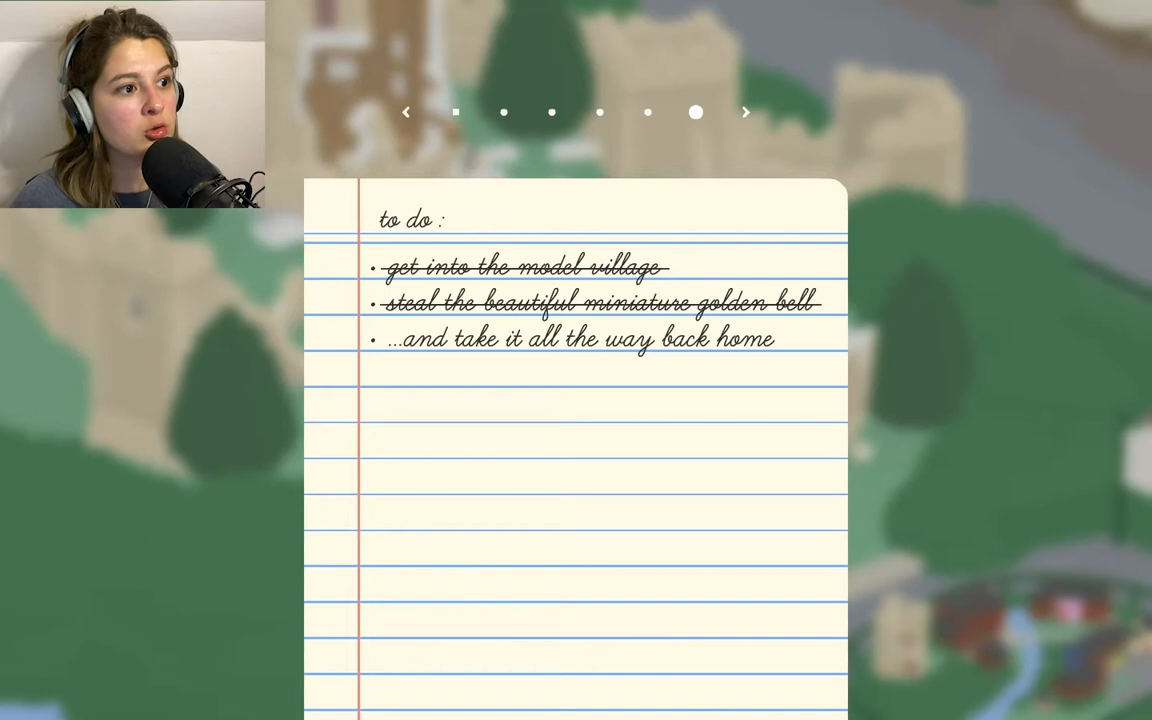 to do :
• get into the model village
• steal the beautiful miniature golden bell
• ...and take it all the way back home